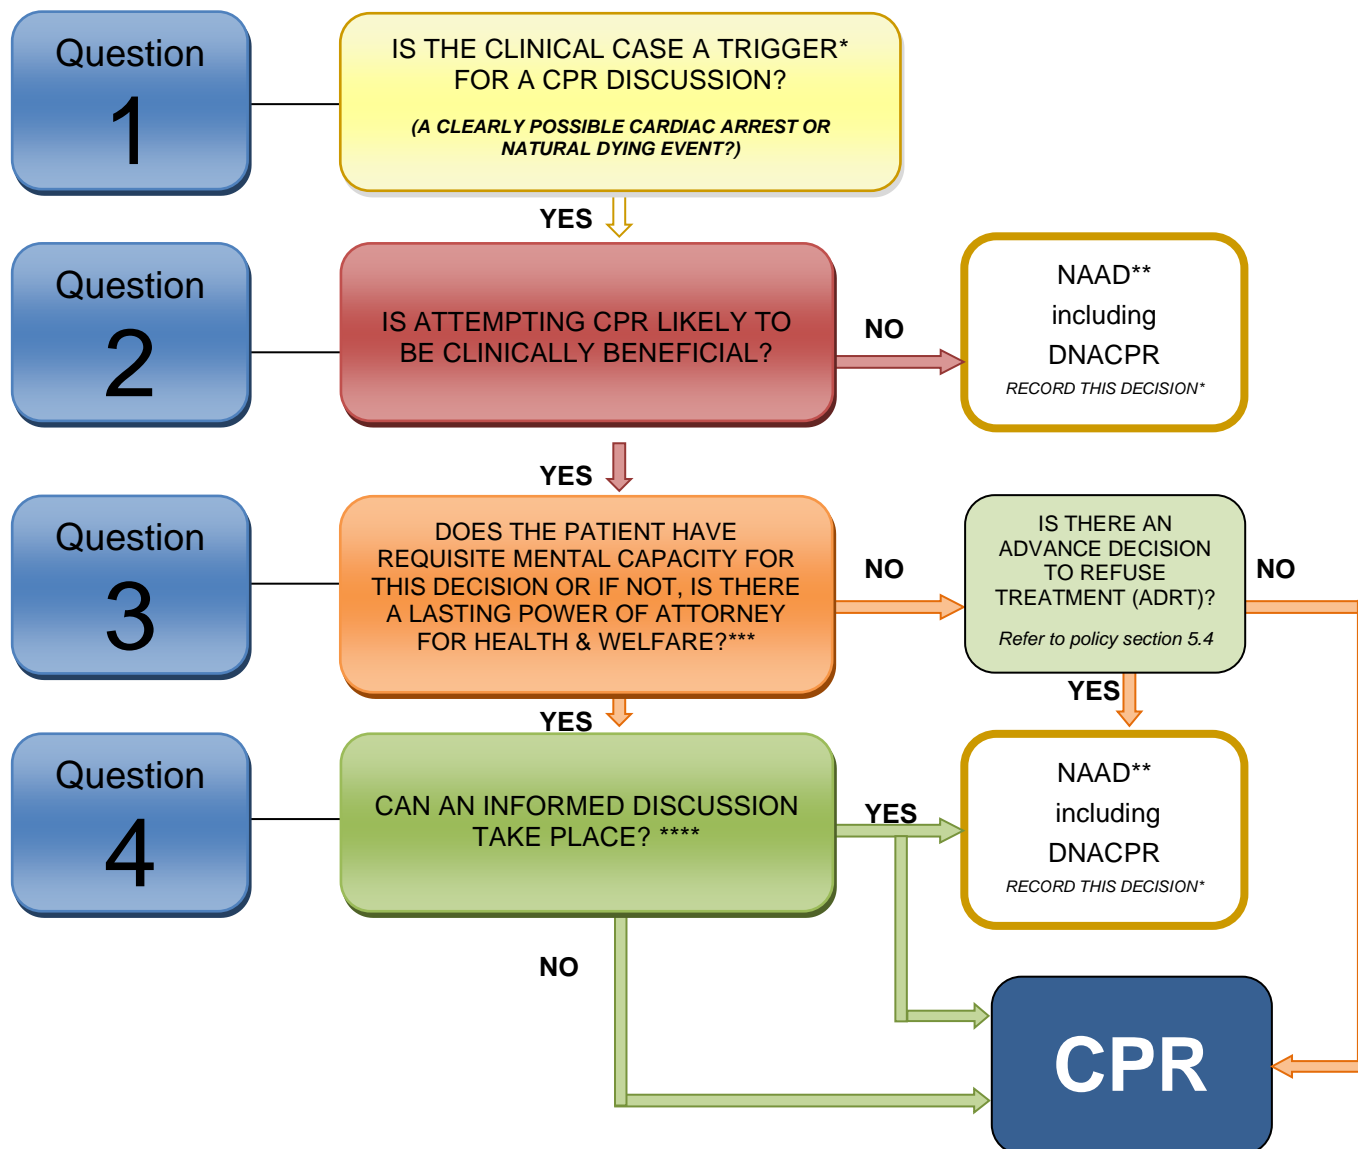 Question
1
IS THE CLINICAL CASE A TRIGGER*
FOR A CPR DISCUSSION?
(A CLEARLY POSSIBLE CARDIAC ARREST OR
NATURAL DYING EVENT?)
YES
Question
2
IS ATTEMPTING CPR LIKELY TO
BE CLINICALLY BENEFICIAL?
NO
NAAD**
including
DNACPR
RECORD THIS DECISION*
YES
Question
3
DOES THE PATIENT HAVE
REQUISITE MENTAL CAPACITY FOR
THIS DECISION OR IF NOT, IS THERE
A LASTING POWER OF ATTORNEY
FOR HEALTH & WELFARE?***
NO
IS THERE AN
ADVANCE DECISION
TO REFUSE
TREATMENT (ADRT)?
Refer to policy section 5.4
NO
YES
YES
Question
4
CAN AN INFORMED DISCUSSION
TAKE PLACE? ****
YES
NAAD**
including
DNACPR
RECORD THIS DECISION*
NO
CPR